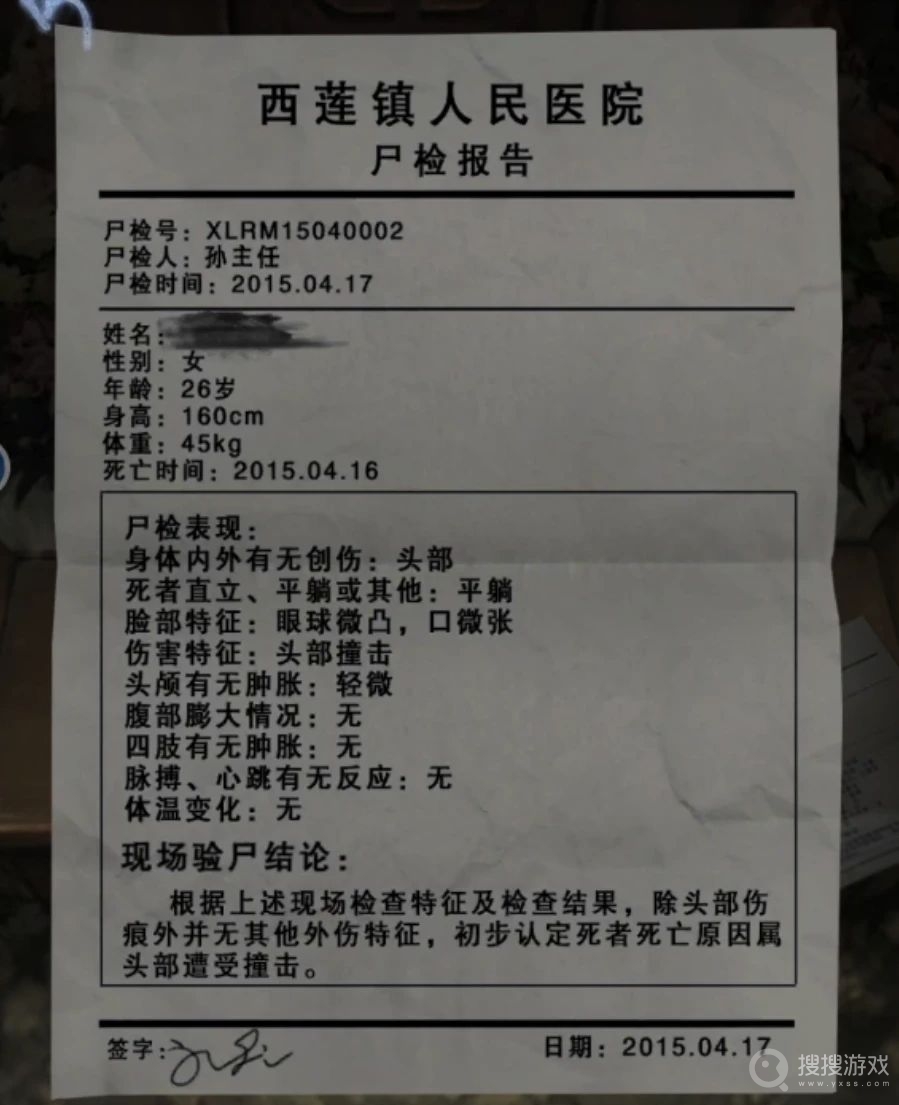 西莲镇人民医院
尸检报告
尸检号：XLRM15040002
尸检人：孙主任
尸检时间：2015.04.17
姓名：
性别：女
年龄：26岁
身高：160cm
体重：45kg
死亡时间：2015.04.16
尸检表现：
身体内外有无创伤：头部
死者直立、平躺或其他：平躺
脸部特征：眼球微凸，口微张
伤害特征：头部撞击
头颅有无肿胀：轻微
腹部膨大情况：无
四肢有无肿胀：无
脉搏、心跳有无反应：无
体温变化：无
现场验尸结论：
根据上述现场检查特征及检查结果，除头部伤
痕外并无其他外伤特征，初步认定死者死亡原因属
头部遭受撞击。
签字：
日期：2015.04.17
搜搜游戏
www.yxss.com